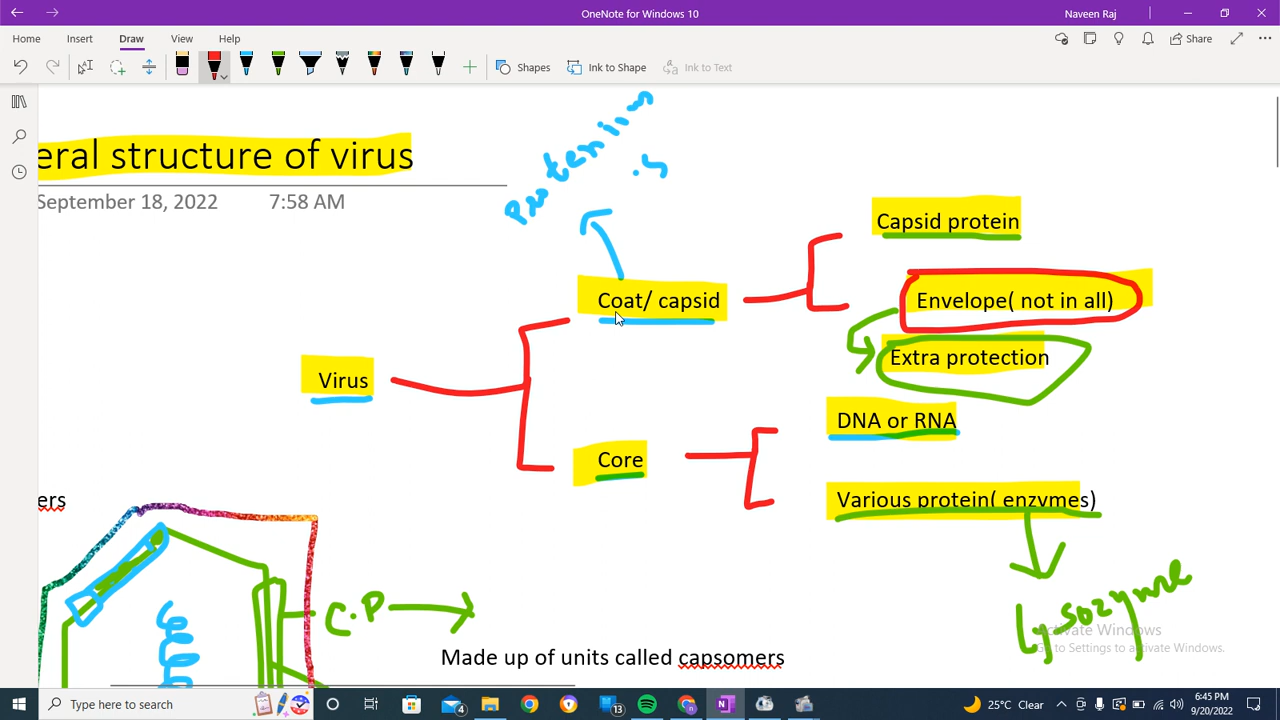 OneNote for Windows 10
Naveen Raj
Home Insert Draw View Help
Share
Shapes Ink to Shape Ink to Text
eral structure of virus
September 18, 2022 7:58 AM
is
Capsid protein
Coat/ capsid
Envelope( not in all)
Extra protection
Virus
DNA or RNA
Core
Various protein( enzymes)
ers
C.P
Lysozyme
Activate Windows
Go to Settings to activate Windows.
Made up of units called capsomers
Type here to search
4
13
25°C Clear
6:45 PM
9/20/2022